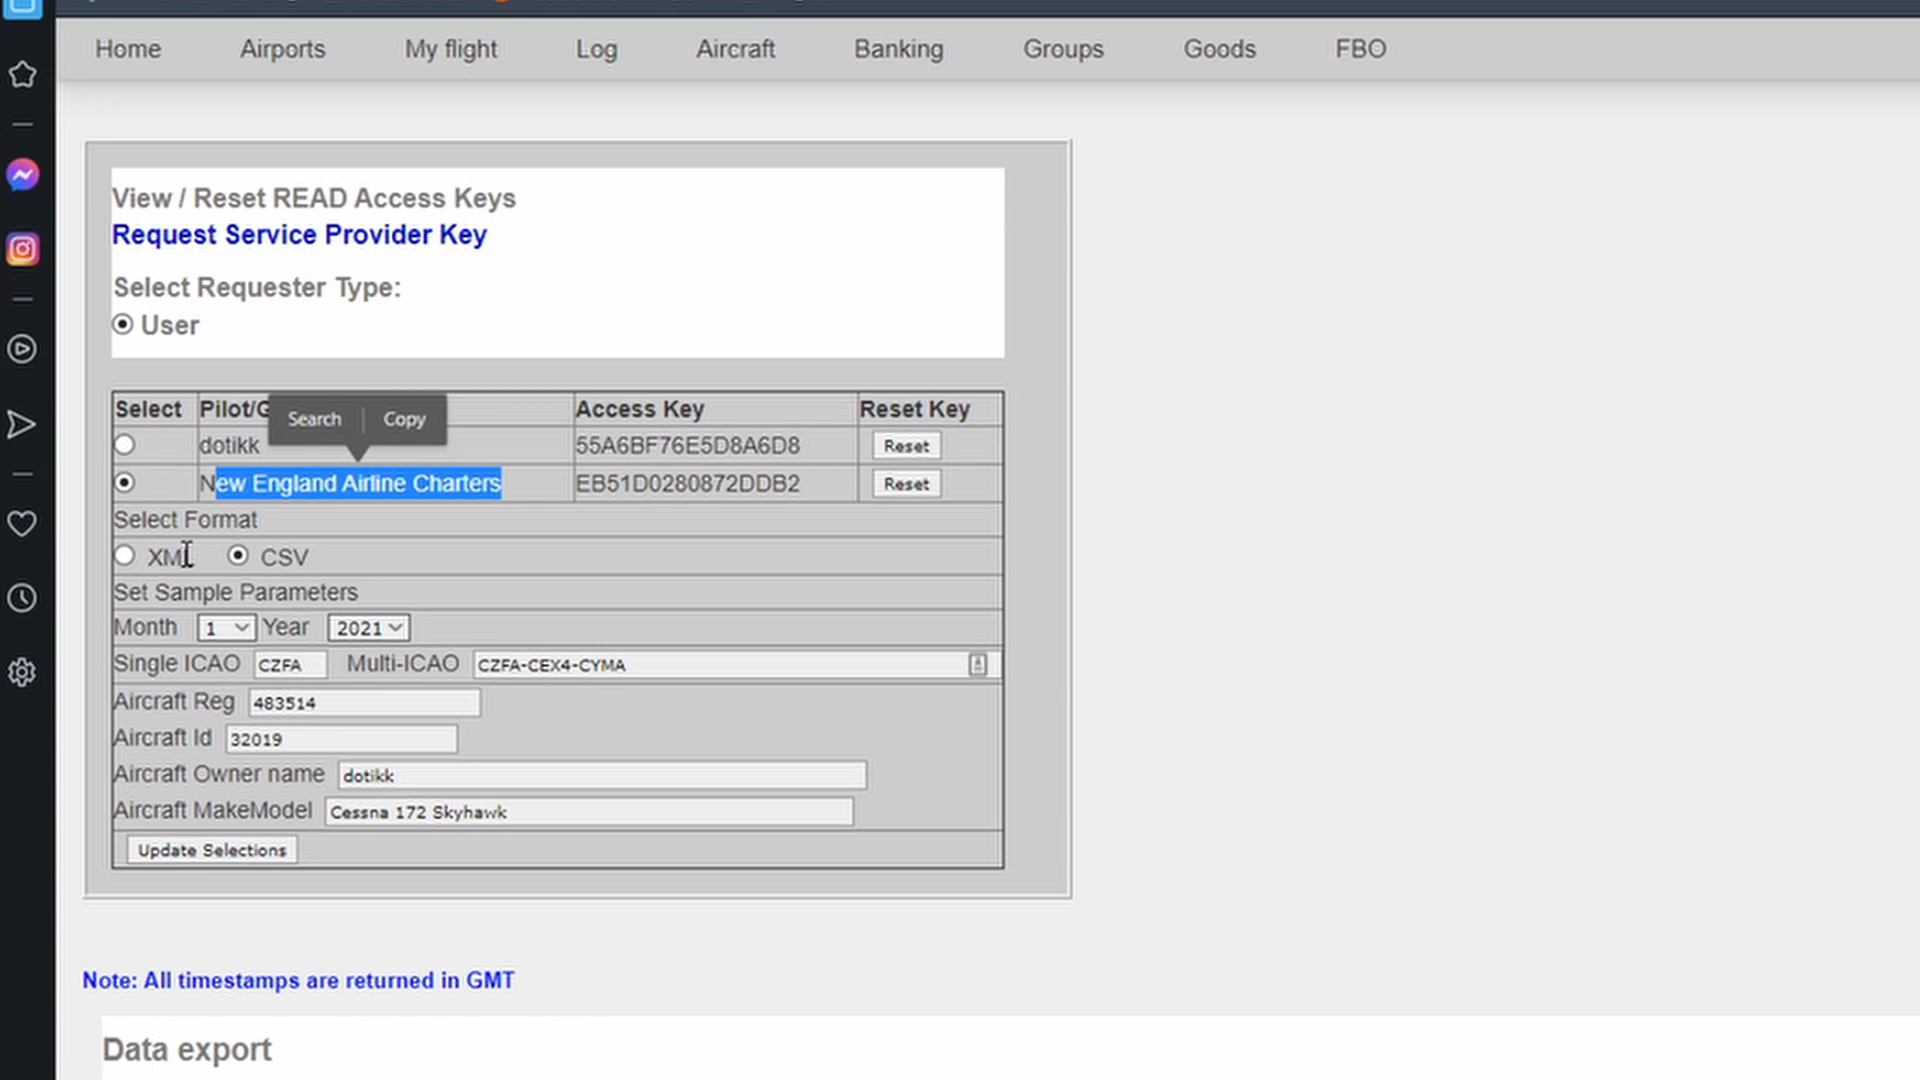 Home Airports My flight Log Aircraft Banking Groups Goods FBO
View / Reset READ Access Keys
Request Service Provider Key
Select Requester Type:
User
Select Pilot/G Access Key Reset Key
Search Copy
dotikk 55A6BF76E5D8A6D8 Reset
New England Airline Charters EB51D0280872DDB2 Reset
Select Format
XM CSV
Set Sample Parameters
Month 1 Year 2021
Single ICAO CZFA Multi-ICAO CZFA-CEX4-CYMA
Aircraft Reg 483514
Aircraft Id 32019
Aircraft Owner name dotikk
Aircraft MakeModel Cessna 172 Skyhawk
Update Selections
Note: All timestamps are returned in GMT
Data export